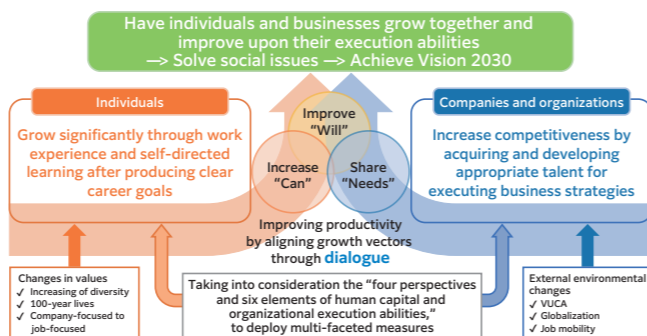 Have individuals and businesses grow together and
improve upon their execution abilities
—> Solve social issues —> Achieve Vision 2030
Individuals
Grow significantly through work
experience and self-directed
learning after producing clear
career goals
Improve
"Will"
Increase
"Can"
Share
"Needs"
Companies and organizations
Increase competitiveness by
acquiring and developing
appropriate talent for
executing business strategies
Improving productivity
by aligning growth vectors
through dialogue
Changes in values
✓ Increasing of diversity
✓ 100-year lives
✓ Company-focused to
job-focused
Taking into consideration the "four perspectives
and six elements of human capital and
organizational execution abilities,"
to deploy multi-faceted measures
External environmental
changes
✓ VUCA
✓ Globalization
✓ Job mobility